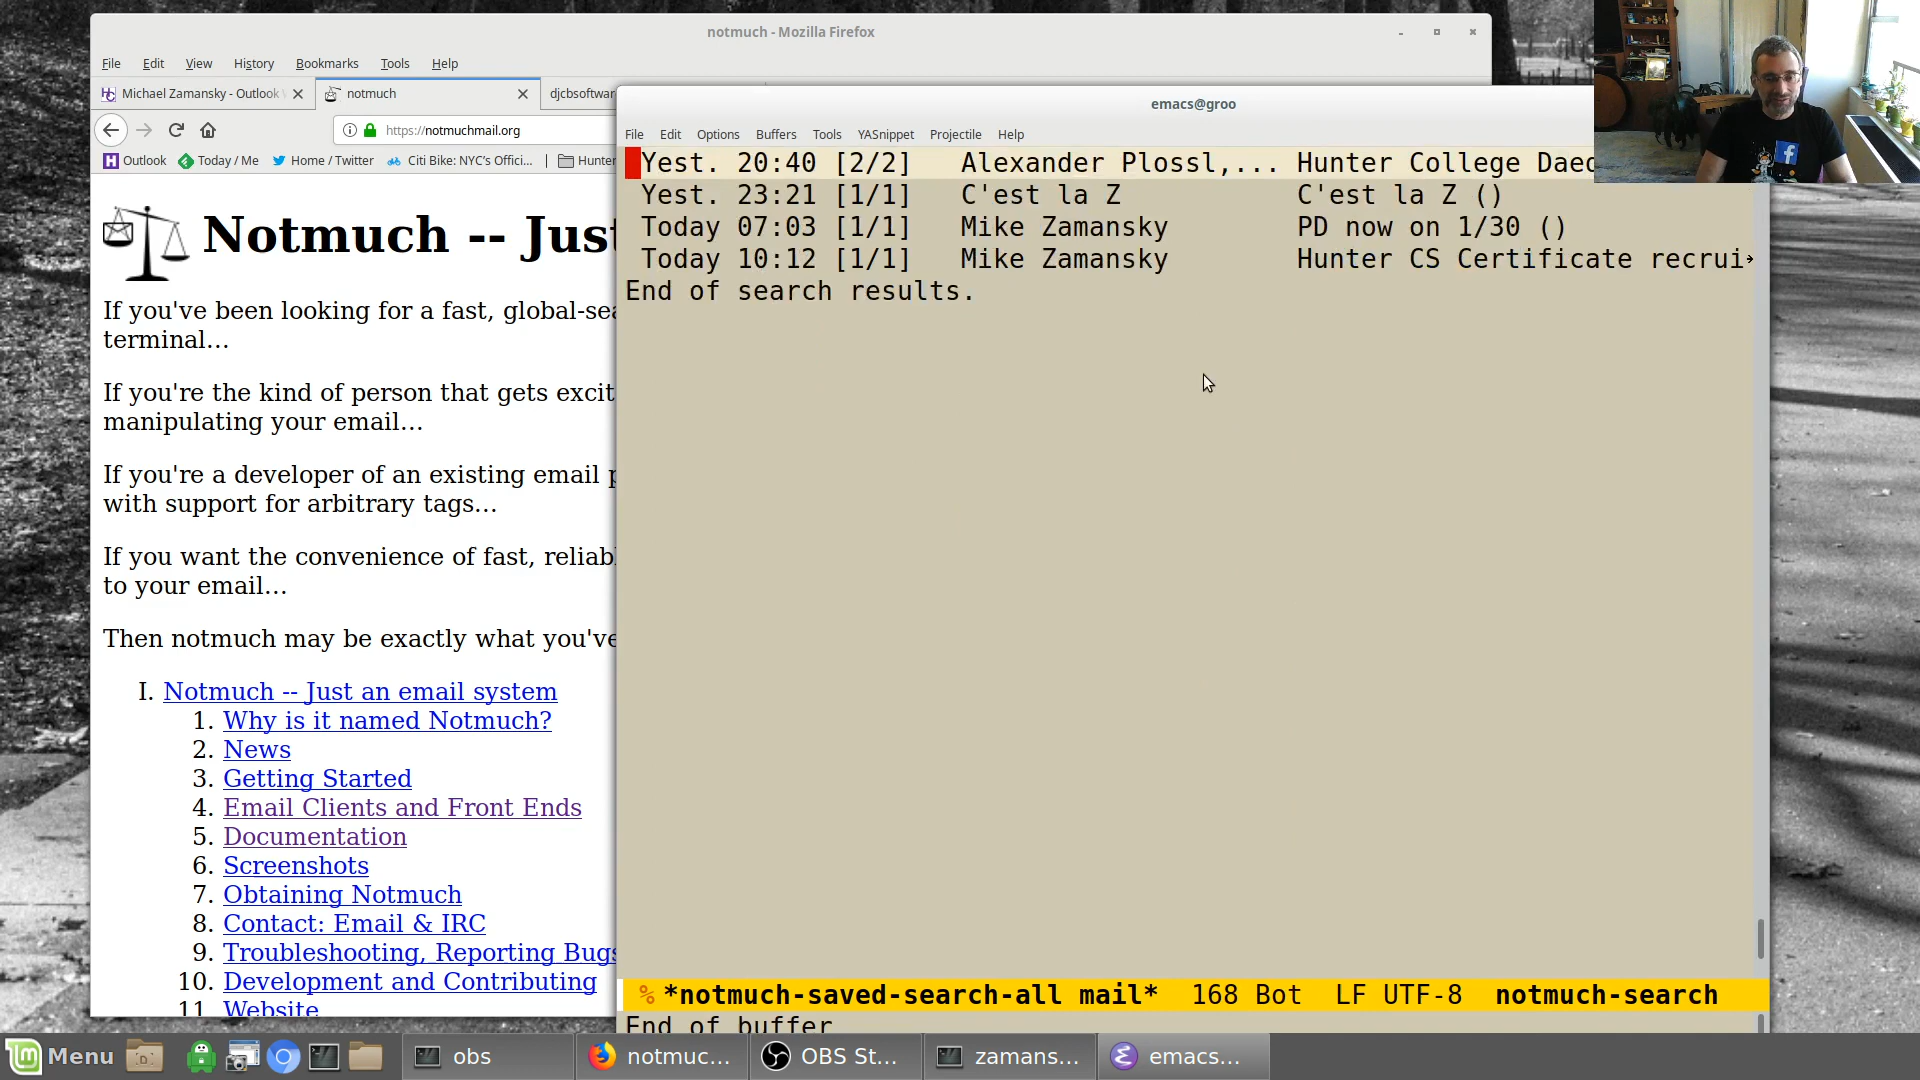 notmuch - Mozilla Firefox
File Edit View History Bookmarks Tools Help
Michael Zamansky - Outlook
notmuch
djcbsoftwar
https://notmuchmail.org
Outlook Today / Me Home / Twitter Citi Bike: NYC's Offici... Hunter
Notmuch -- Jus
If you've been looking for a fast, global-sea
terminal…
If you're the kind of person that gets excit
manipulating your email…
If you're a developer of an existing email p
with support for arbitrary tags…
If you want the convenience of fast, reliabl
to your email…
Then notmuch may be exactly what you've
I. Notmuch -- Just an email system
1. Why is it named Notmuch?
2. News
3. Getting Started
4. Email Clients and Front Ends
5. Documentation
6. Screenshots
7. Obtaining Notmuch
8. Contact: Email & IRC
9. Troubleshooting, Reporting Bugs
10. Development and Contributing
11. Website
emacs@groo
File Edit Options Buffers Tools YASnippet Projectile Help
Yest. 20:40 [2/2] Alexander Plossl,... Hunter College Daed
Yest. 23:21 [1/1] C'est la Z C'est la Z ()
Today 07:03 [1/1] Mike Zamansky PD now on 1/30 ()
Today 10:12 [1/1] Mike Zamansky Hunter CS Certificate recrui
End of search results.
% *notmuch-saved-search-all mail* 168 Bot LF UTF-8 notmuch-search
End of buffer
Menu obs notmuc... OBS St... zamans... emacs...